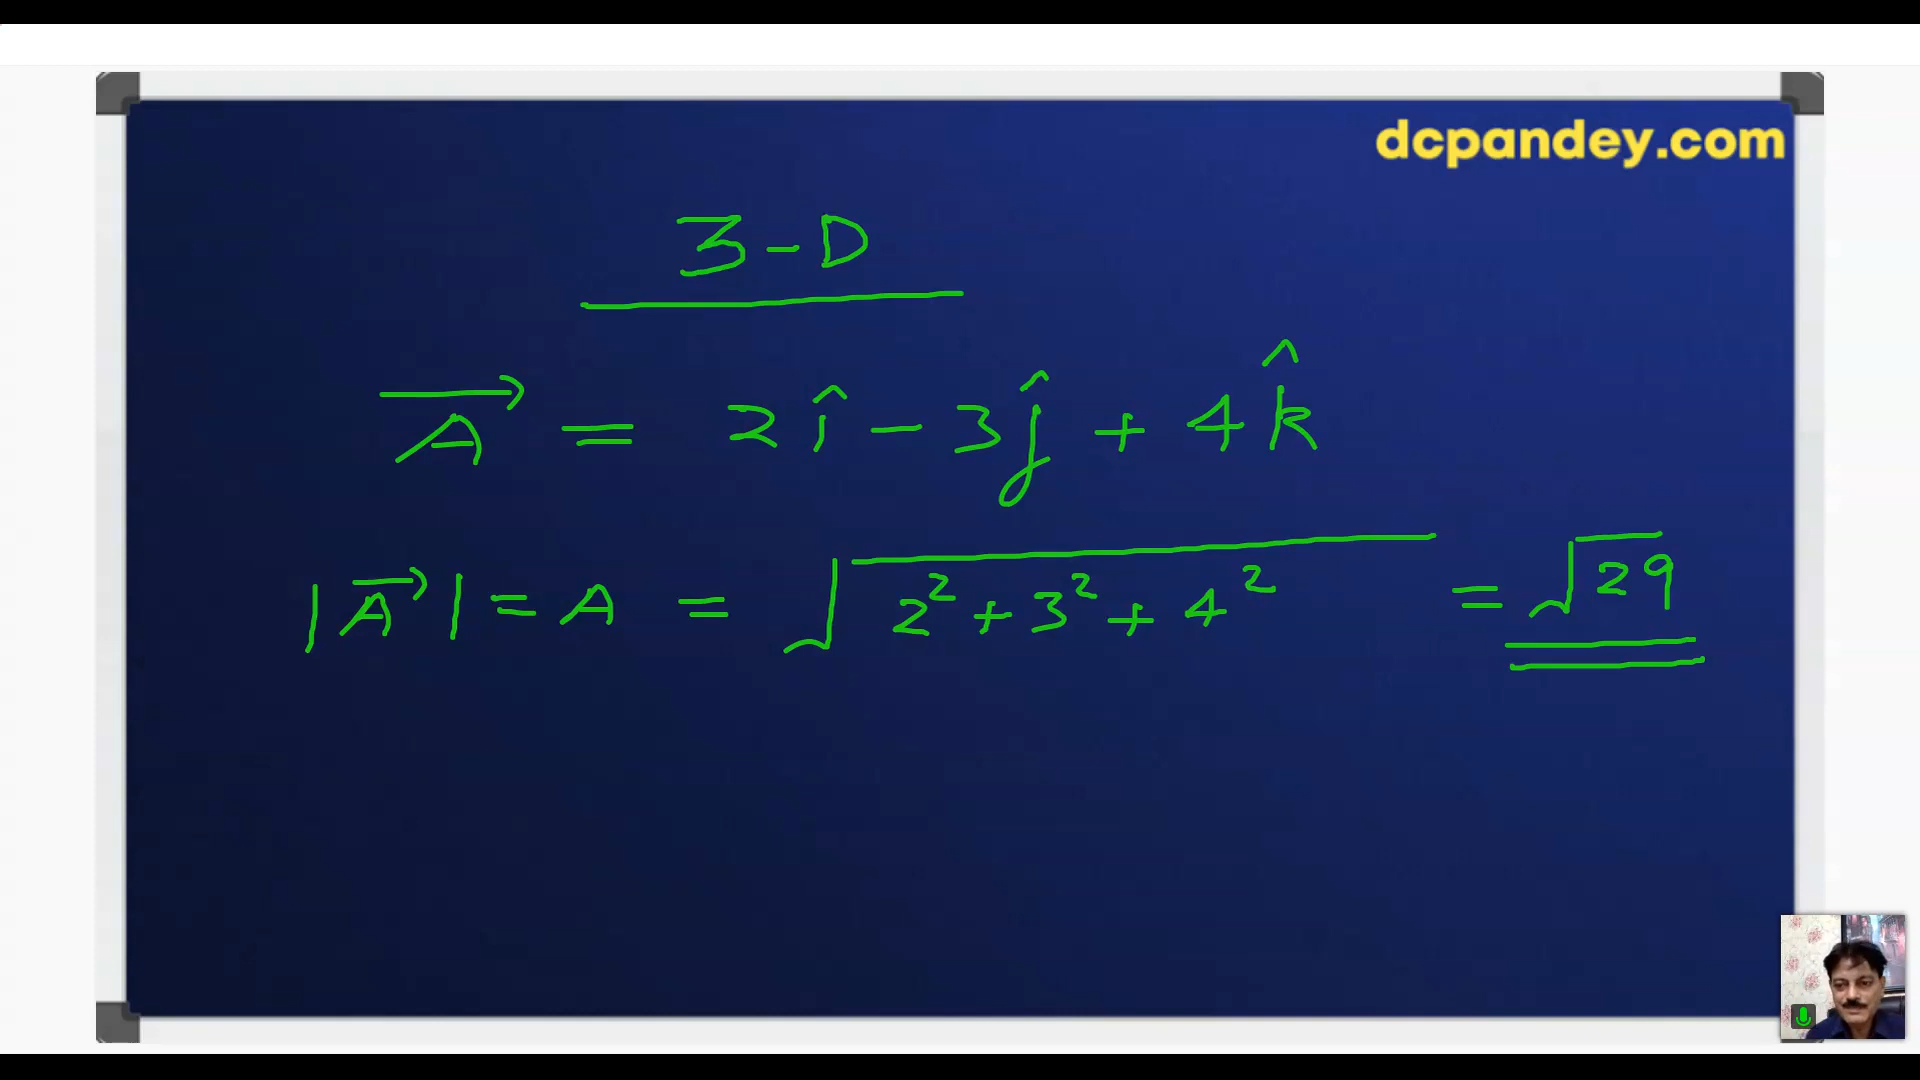 dcpandey.com
3-D
A⃗ = 2î - 3ĵ + 4k̂
|A⃗| = A = √(2² + 3² + 4²) = √29